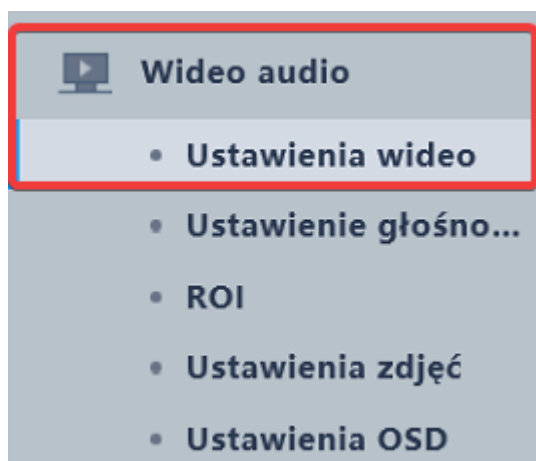 Wideo audio
Ustawienia wideo
Ustawienie głośno...
ROI
Ustawienia zdjęć
Ustawienia OSD